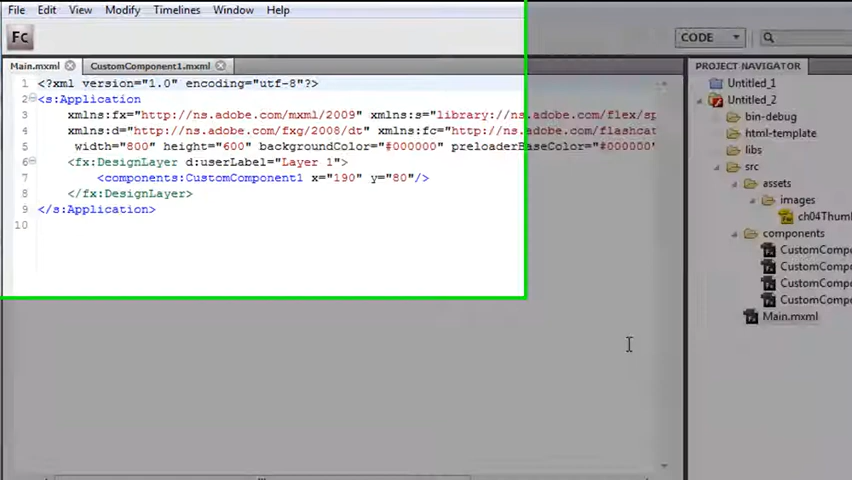 File Edit View Modify Timelines Window Help
Fc
CODE
Main.mxml CustomComponent1.mxml
PROJECT NAVIGATOR
1 <?xml version="1.0" encoding="utf-8"?>
2 <s:Application
3 xmlns:fx="http://ns.adobe.com/mxml/2009" xmlns:s="library://ns.adobe.com/flex/sp
4 xmlns:d="http://ns.adobe.com/fxg/2008/dt" xmlns:fc="http://ns.adobe.com/flashcat
5 width="800" height="600" backgroundColor="#000000" preloaderBaseColor="#000000"
6 <fx:DesignLayer d:userLabel="Layer 1">
7 <components:CustomComponent1 x="190" y="80"/>
8 </fx:DesignLayer>
9 </s:Application>
10
Untitled_1
Untitled_2
bin-debug
html-template
libs
src
assets
images
ch04Thuml
components
CustomCompo
CustomCompo
CustomCompo
CustomCompo
Main.mxml